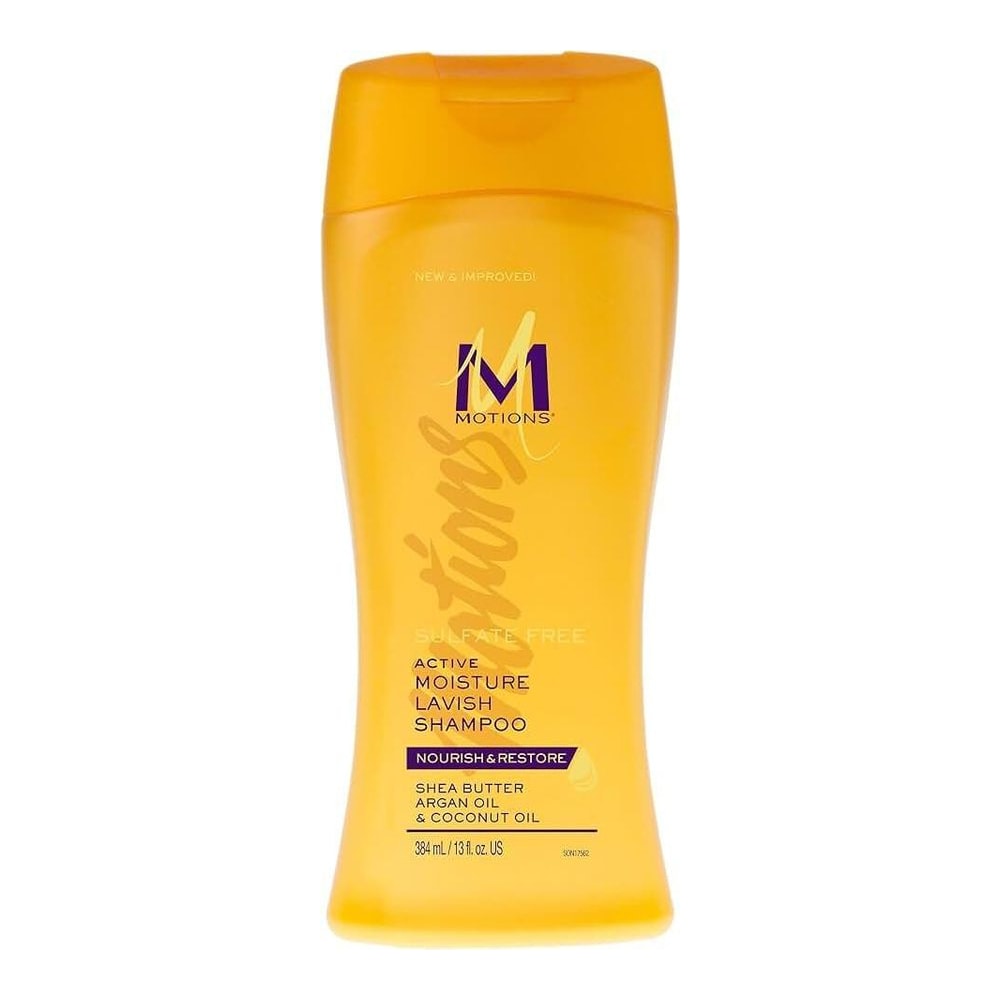 NEW & IMPROVED!
M
MOTIONS®
Motions
SULFATE FREE
ACTIVE
MOISTURE
LAVISH
SHAMPOO
NOURISH & RESTORE
SHEA BUTTER
ARGAN OIL
& COCONUT OIL
384 mL / 13 fl. oz. US